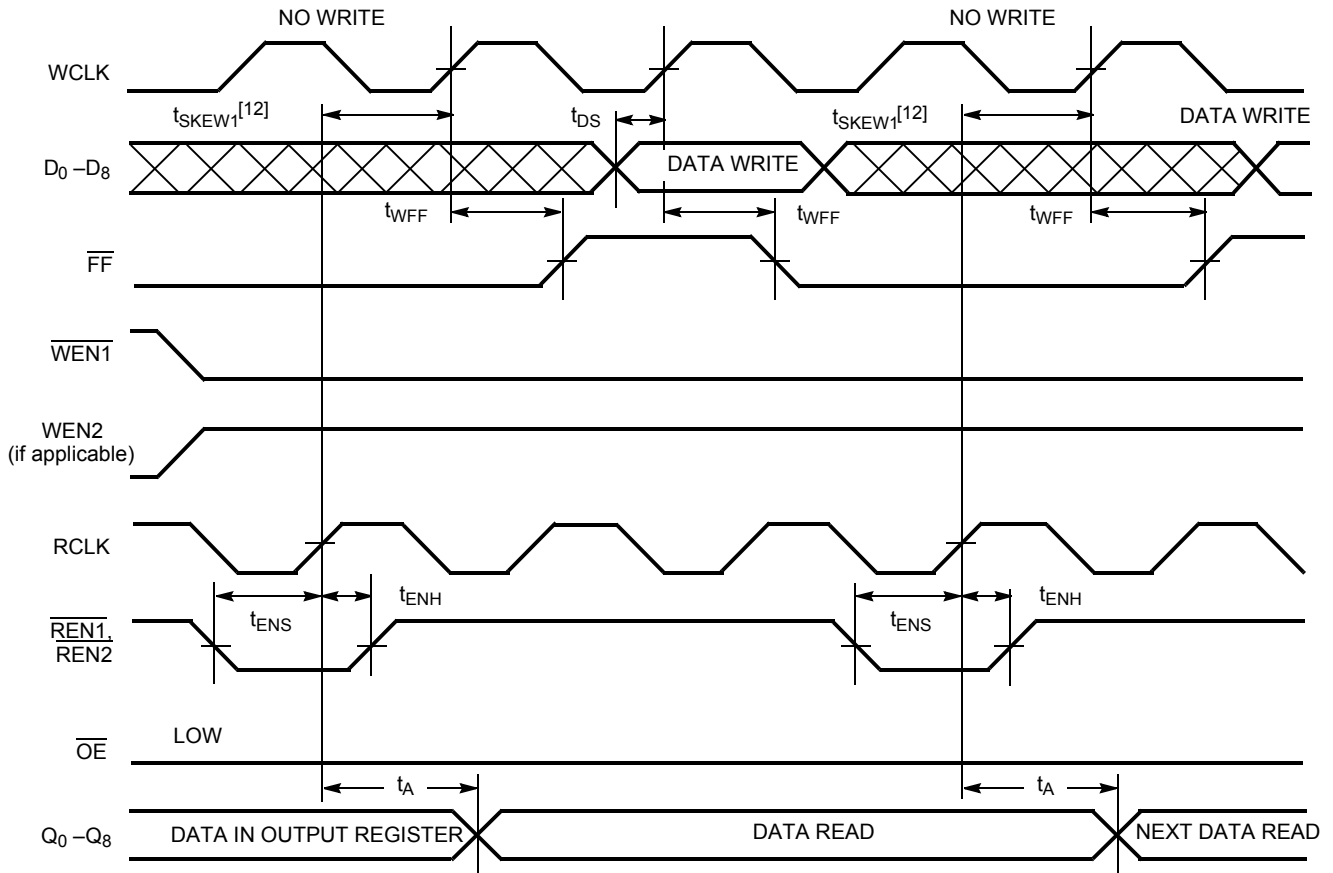 NO WRITE NO WRITE
WCLK
tSKEW1[12] tDS tSKEW1[12] DATA WRITE
D0 –D8 DATA WRITE
tWFF tWFF tWFF
FF
WEN1
WEN2
(if applicable)
RCLK
tENS tENH tENS tENH
REN1,
REN2
OE LOW
tA tA
Q0 –Q8 DATA IN OUTPUT REGISTER DATA READ NEXT DATA READ